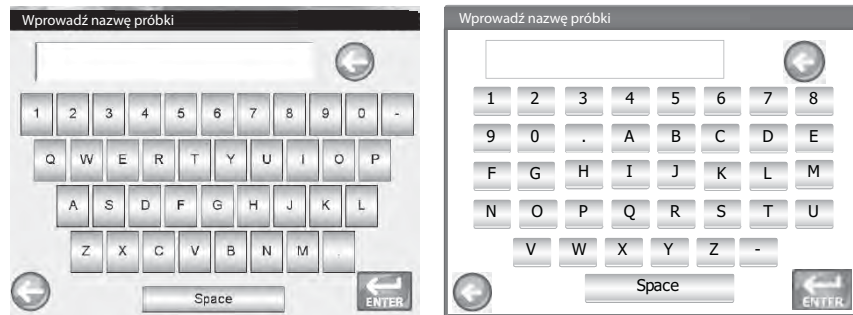 Wprowadź nazwę próbki
1 2 3 4 5 6 7 8 9 0 -
Q W E R T Y U I O P
A S D F G H J K L
Z X C V B N M .
Space
ENTER
Wprowadź nazwę próbki
1 2 3 4 5 6 7 8
9 0 . A B C D E
F G H I J K L M
N O P Q R S T U
V W X Y Z -
Space
ENTER